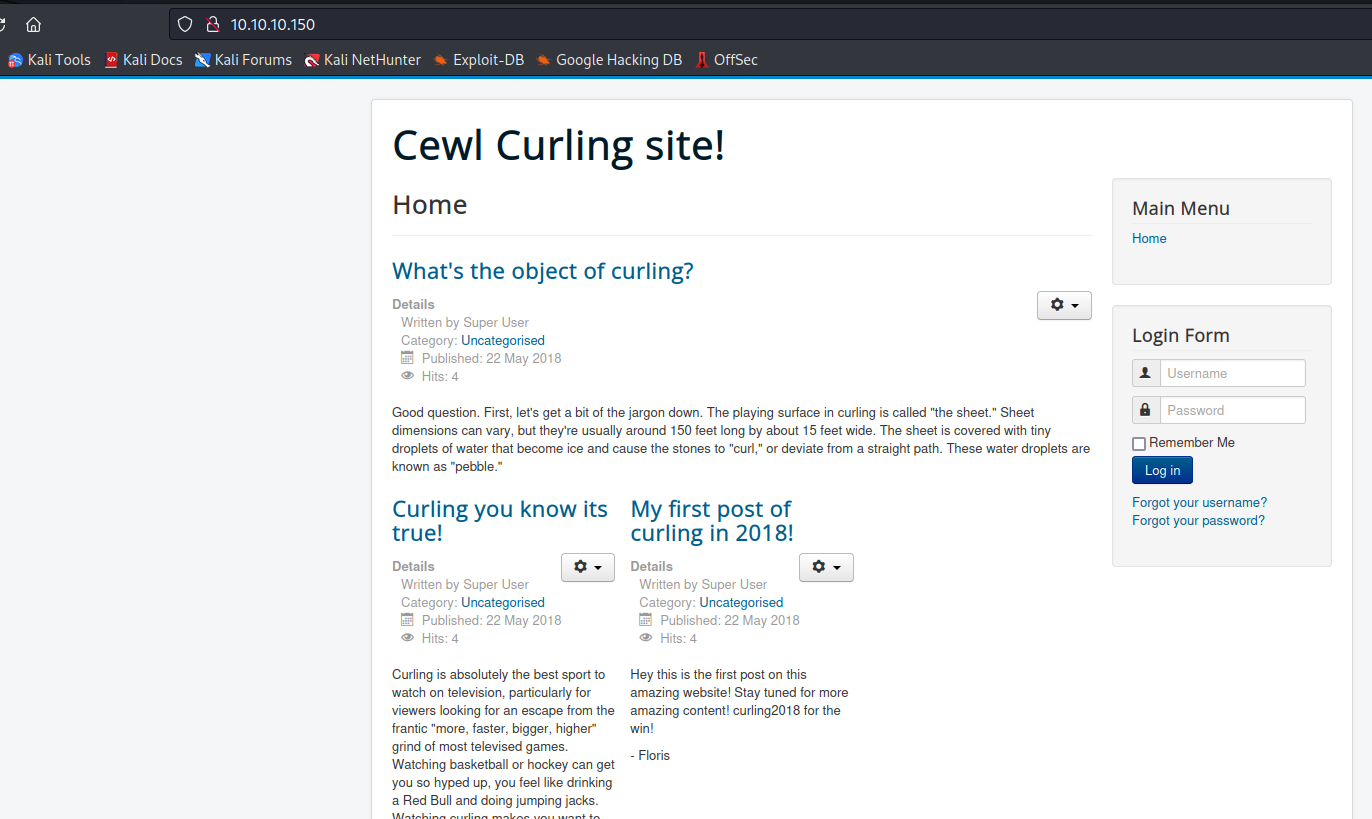 10.10.10.150
Kali Tools Kali Docs Kali Forums Kali NetHunter Exploit-DB Google Hacking DB OffSec
Cewl Curling site!
Home
What's the object of curling?
Details
Written by Super User
Category: Uncategorised
Published: 22 May 2018
Hits: 4
Good question. First, let's get a bit of the jargon down. The playing surface in curling is called "the sheet." Sheet
dimensions can vary, but they're usually around 150 feet long by about 15 feet wide. The sheet is covered with tiny
droplets of water that become ice and cause the stones to "curl," or deviate from a straight path. These water droplets are
known as "pebble."
Curling you know its
true!
Details
Written by Super User
Category: Uncategorised
Published: 22 May 2018
Hits: 4
Curling is absolutely the best sport to
watch on television, particularly for
viewers looking for an escape from the
frantic "more, faster, bigger, higher"
grind of most televised games.
Watching basketball or hockey can get
you so hyped up, you feel like drinking
a Red Bull and doing jumping jacks.
Watching curling makes you want to
My first post of
curling in 2018!
Details
Written by Super User
Category: Uncategorised
Published: 22 May 2018
Hits: 4
Hey this is the first post on this
amazing website! Stay tuned for more
amazing content! curling2018 for the
win!
- Floris
Main Menu
Home
Login Form
Username
Password
Remember Me
Log in
Forgot your username?
Forgot your password?